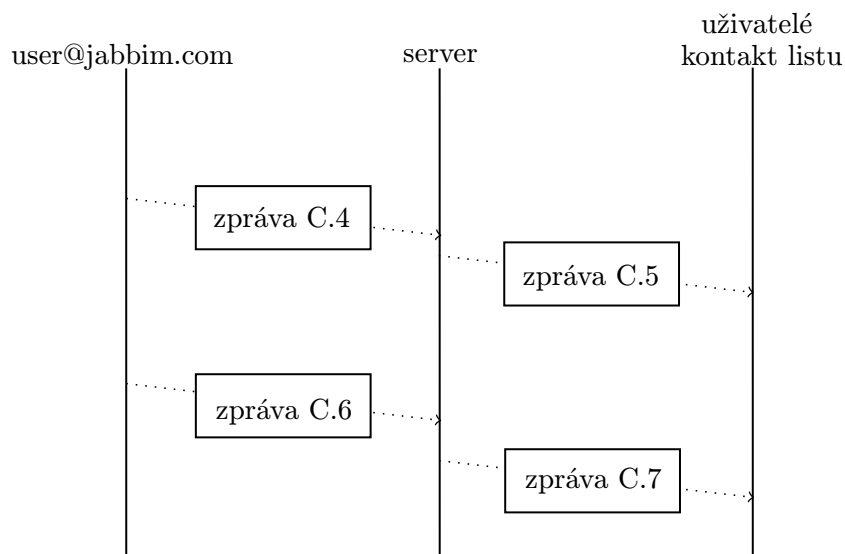 user@jabbim.com
server
uživatelé
kontakt listu
zpráva C.4
zpráva C.5
zpráva C.6
zpráva C.7